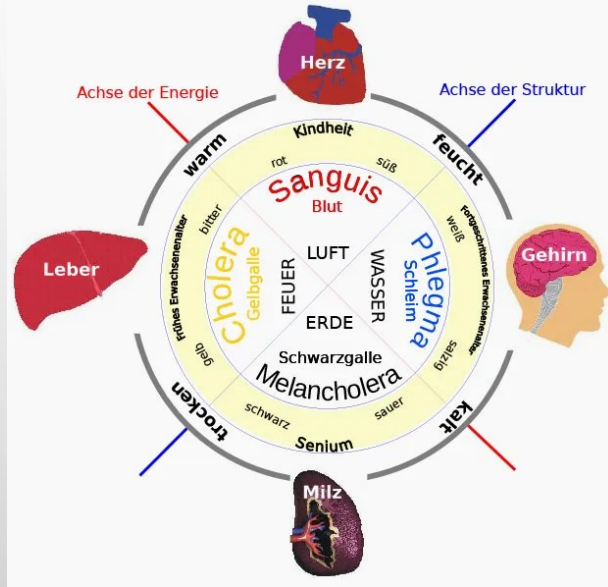 Herz
Achse der Energie
Achse der Struktur
Kindheit
warm
feucht
rot
süß
Sanguis
Blut
bitter
weiß
Frühes Erwachsenenalter
Fortgeschrittenes Erwachsenenalter
Leber
Gehirn
Cholera
Gelbgalle
FEUER
LUFT
WASSER
Phlegma
Schleim
ERDE
Schwarzgalle
Melancholera
gelb
salzig
schwarz
sauer
trocken
kalt
Senium
Milz